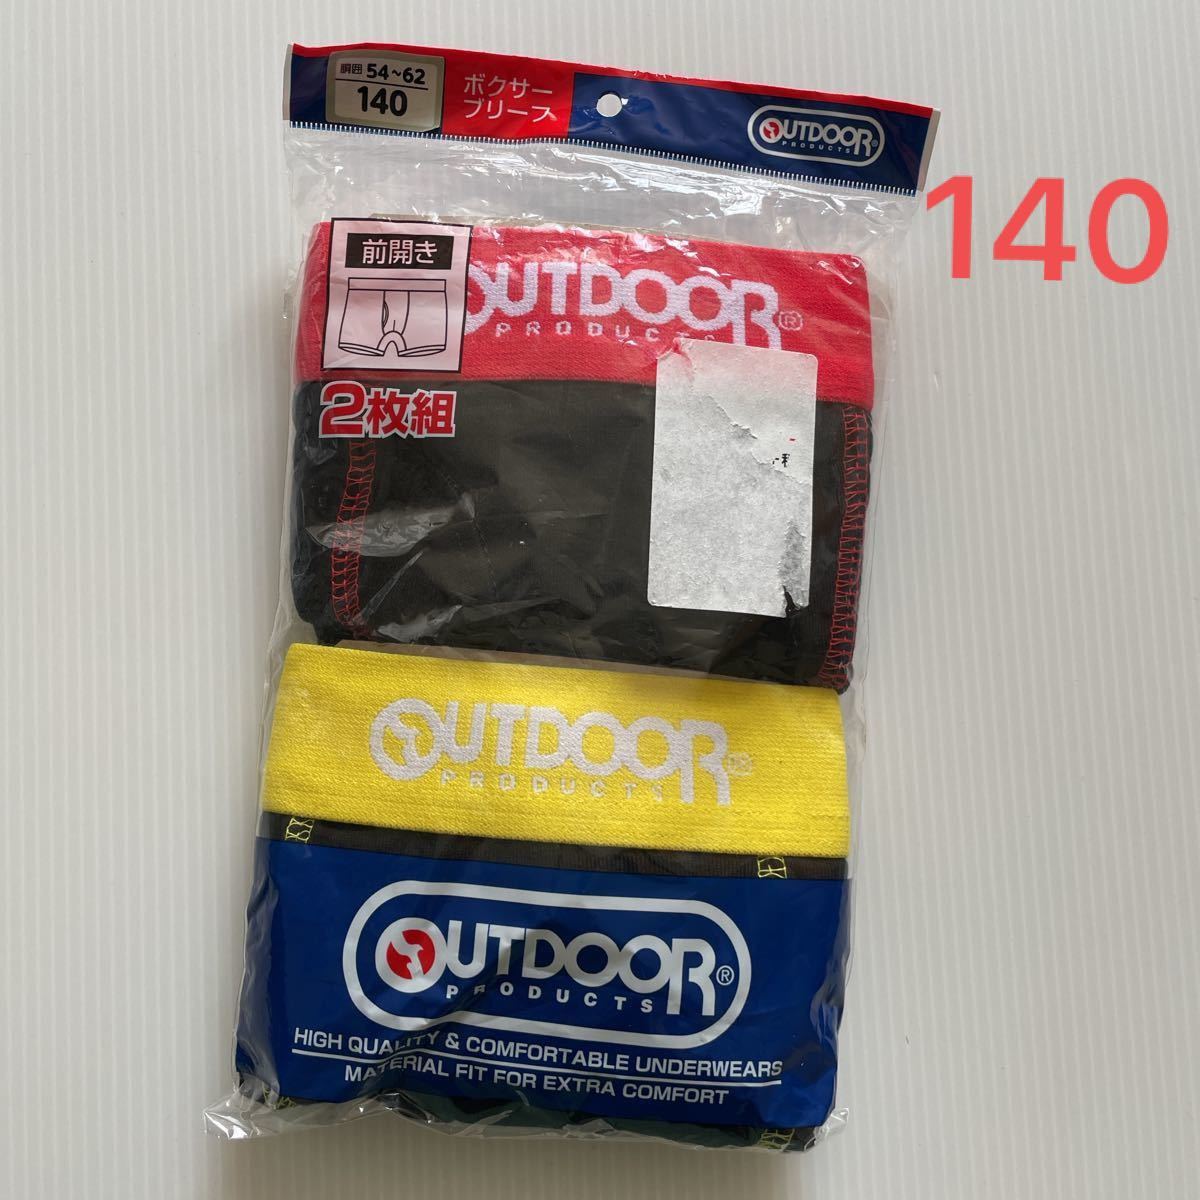 胴囲 54~62
140
ボクサー
ブリーフ
OUTDOOR®
PRODUCTS
140
前開き
2枚組
OUTDOOR®
PRODUCTS
OUTDOOR®
PRODUCTS
OUTDOOR®
PRODUCTS
HIGH QUALITY & COMFORTABLE UNDERWEARS
MATERIAL FIT FOR EXTRA COMFORT